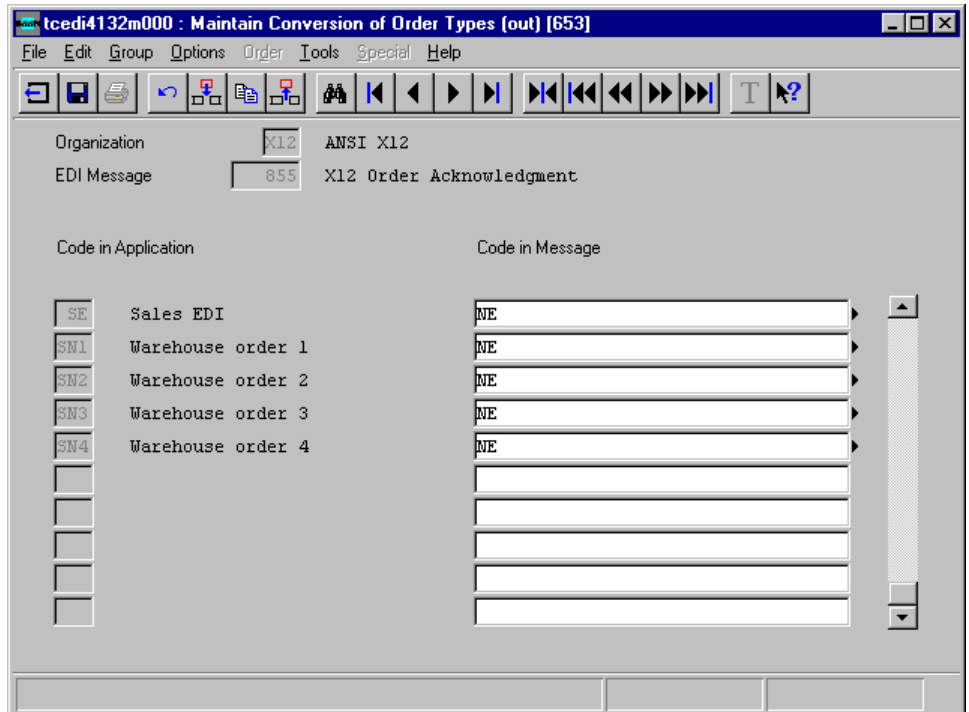 tcedi4132m000 : Maintain Conversion of Order Types (out) [653]
File Edit Group Options Order Tools Special Help
T ?
Organization X12 ANSI X12
EDI Message 855 X12 Order Acknowledgment
Code in Application Code in Message
SE Sales EDI NE
SN1 Warehouse order 1 NE
SN2 Warehouse order 2 NE
SN3 Warehouse order 3 NE
SN4 Warehouse order 4 NE